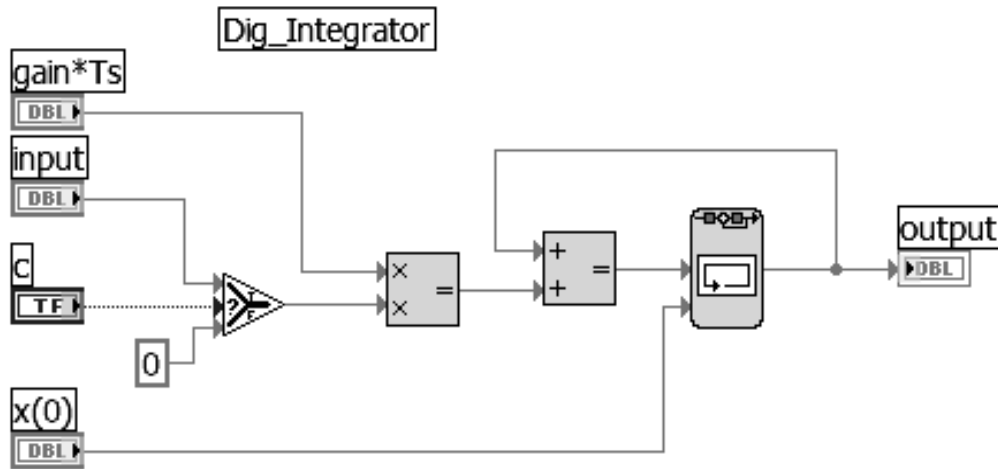 Dig_Integrator
gain*Ts
DBL
input
DBL
c
TF
? T F
0
x(0)
DBL
×
×
=
+
+
=
output
DBL